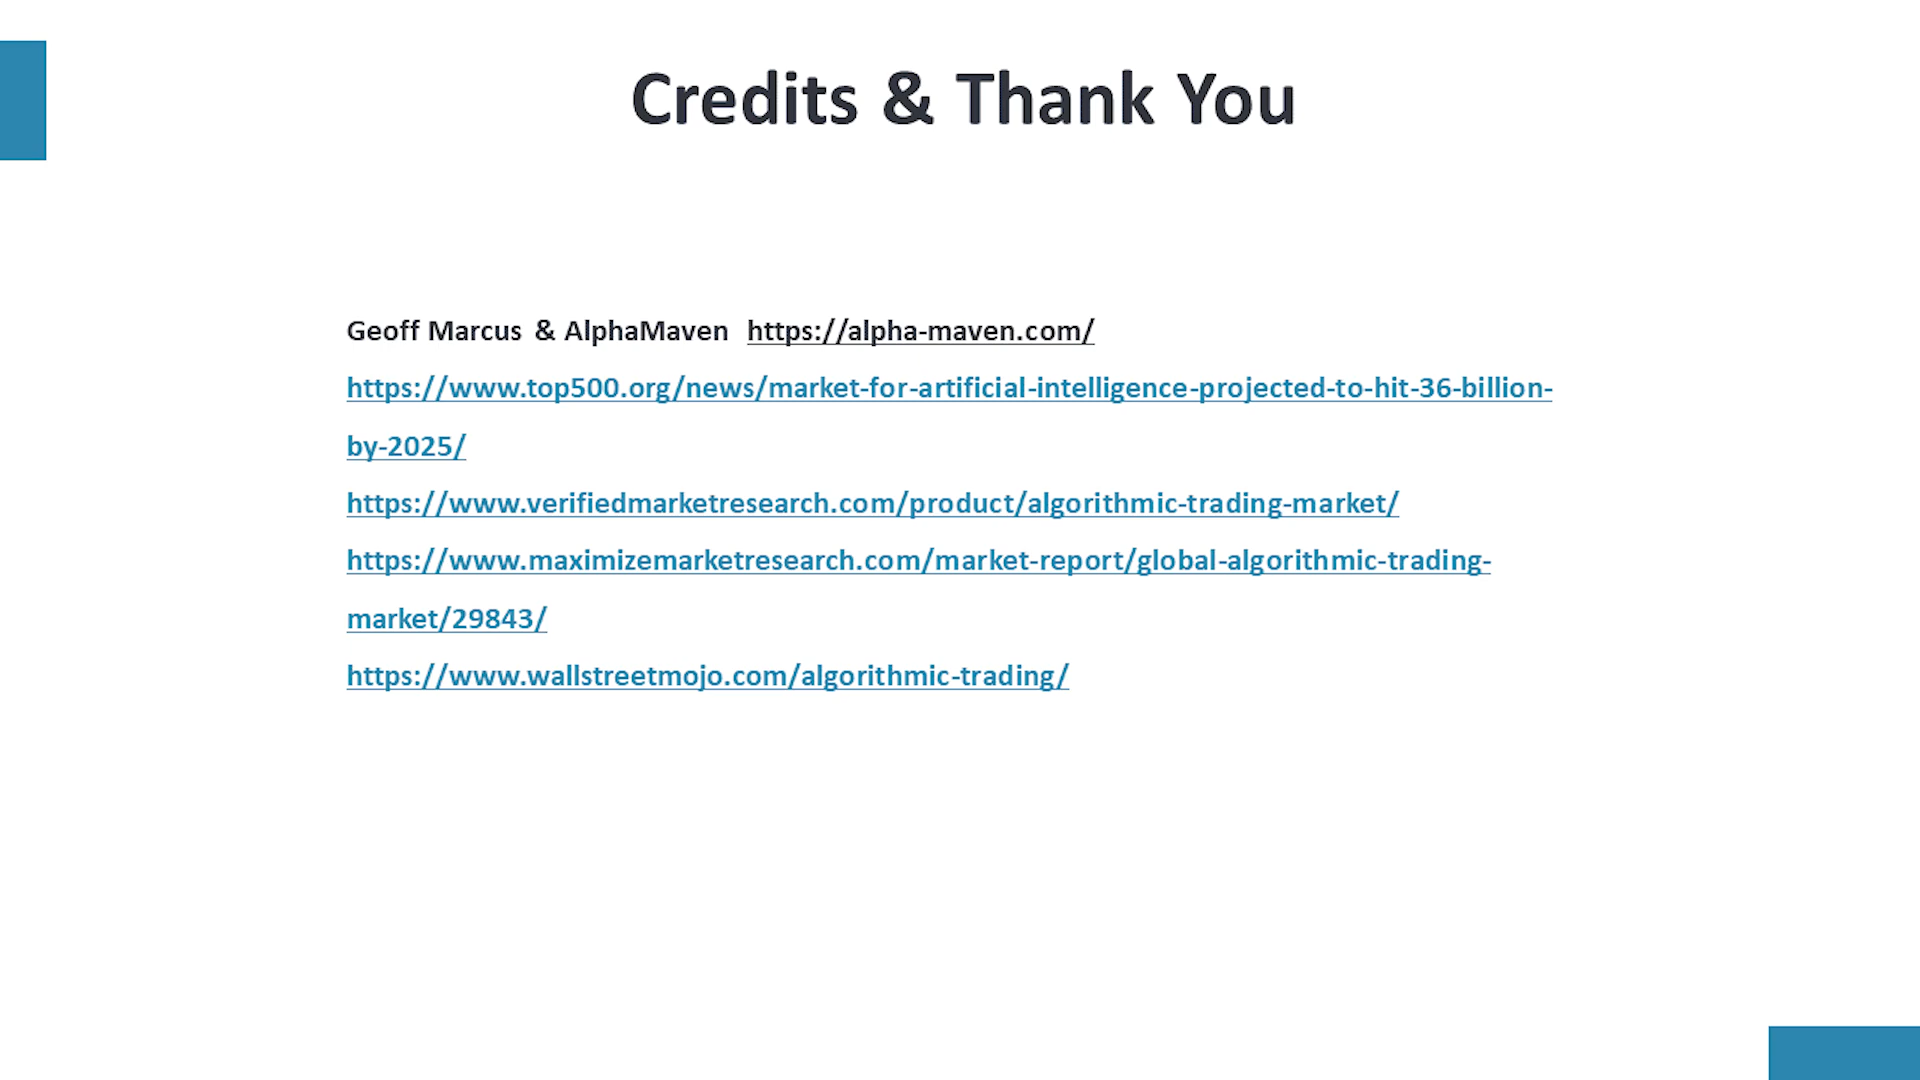 Credits & Thank You
Geoff Marcus & AlphaMaven https://alpha-maven.com/
https://www.top500.org/news/market-for-artificial-intelligence-projected-to-hit-36-billion-
by-2025/
https://www.verifiedmarketresearch.com/product/algorithmic-trading-market/
https://www.maximizemarketresearch.com/market-report/global-algorithmic-trading-
market/29843/
https://www.wallstreetmojo.com/algorithmic-trading/